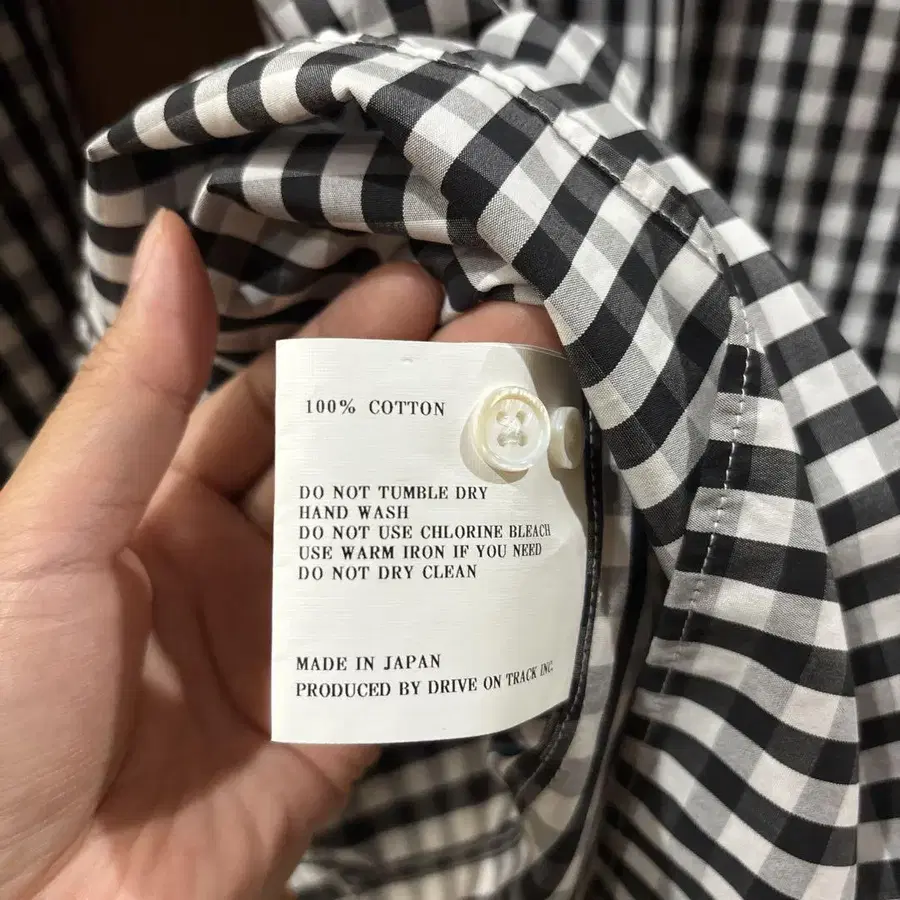 100% COTTON
DO NOT TUMBLE DRY
HAND WASH
DO NOT USE CHLORINE BLEACH
USE WARM IRON IF YOU NEED
DO NOT DRY CLEAN
MADE IN JAPAN
PRODUCED BY DRIVE ON TRACK INC.